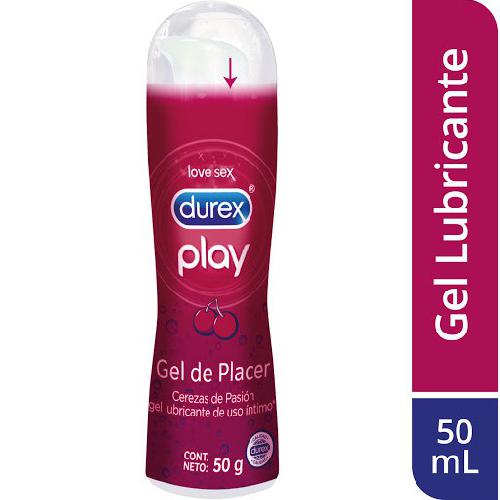 love sex
durex®
play
Gel de Placer
Cerezas de Pasión
gel lubricante de uso íntimo*
CONT.
NETO: 50 g
durex
Gel Lubricante
50
mL